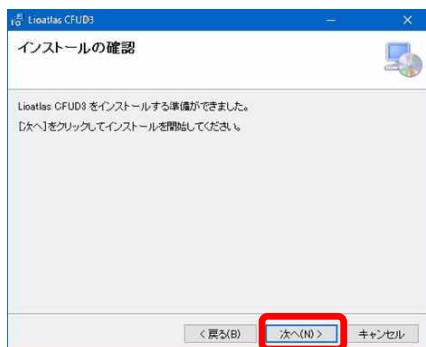 Lioatlas CFUD3
インストールの確認
Lioatlas CFUD3 をインストールする準備ができました。
[次へ]をクリックしてインストールを開始してください。
< 戻る(B)
次へ(N) >
キャンセル